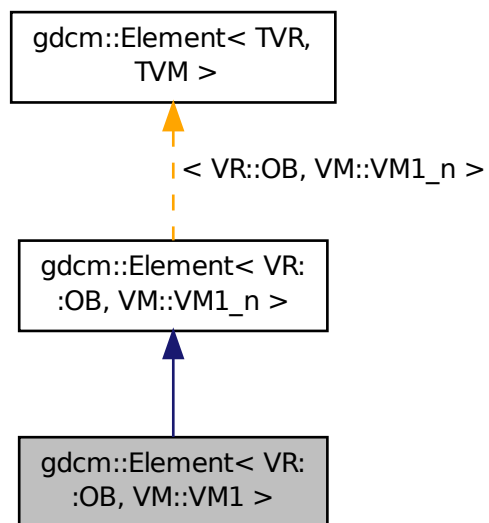 gdcm::Element< TVR,
TVM >
< VR::OB, VM::VM1_n >
gdcm::Element< VR:
:OB, VM::VM1_n >
gdcm::Element< VR:
:OB, VM::VM1 >